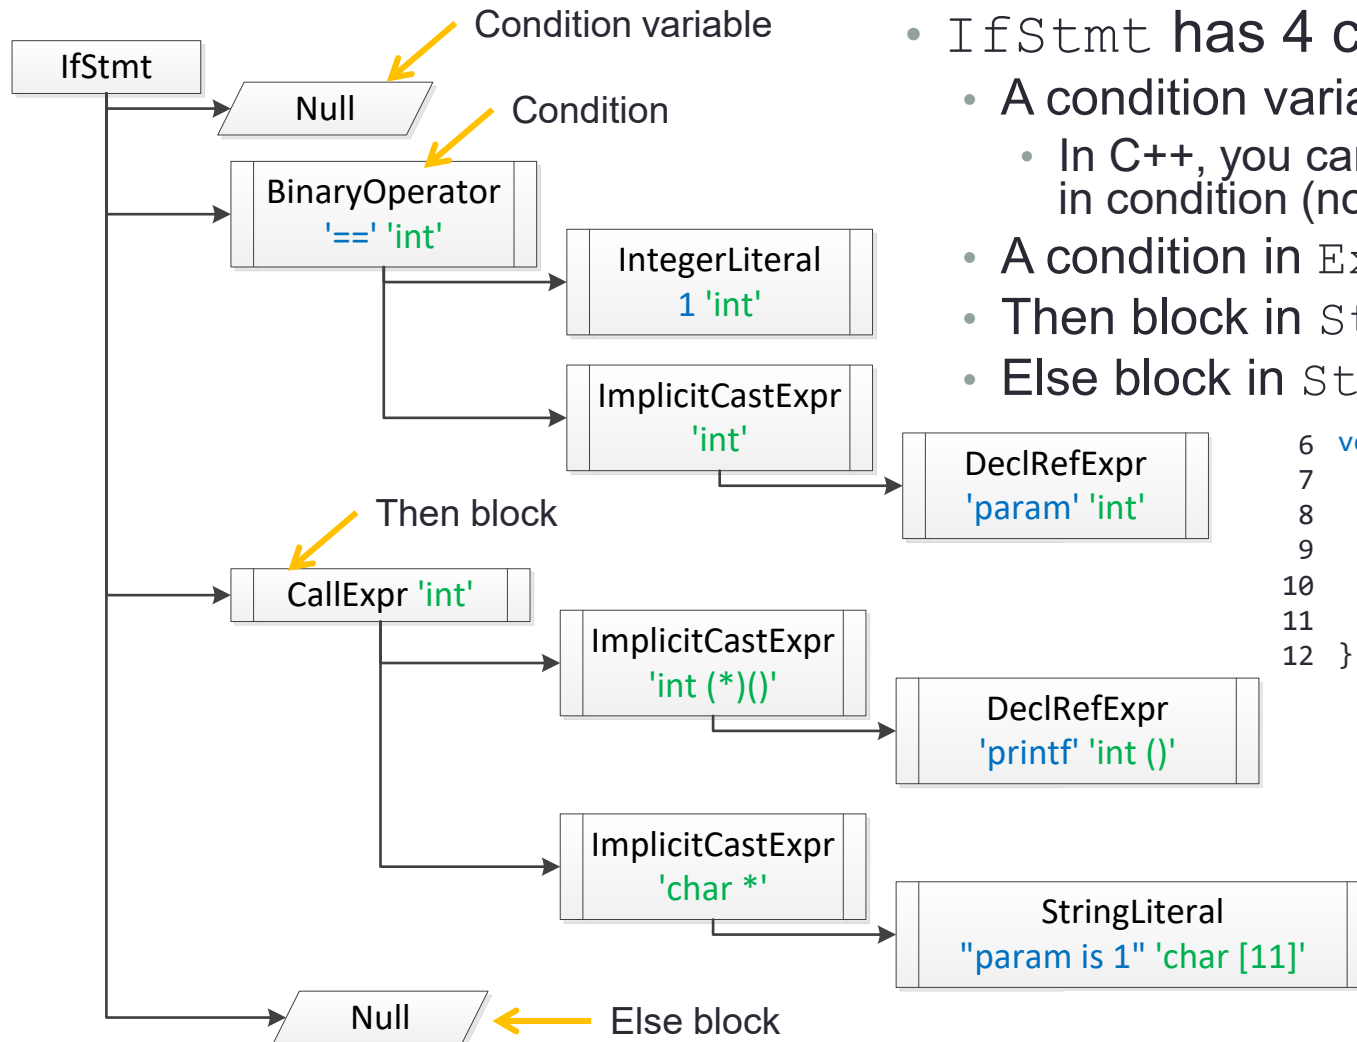 Condition variable
IfStmt
Null
Condition
BinaryOperator
'==' 'int'
IntegerLiteral
1 'int'
ImplicitCastExpr
'int'
DeclRefExpr
'param' 'int'
Then block
CallExpr 'int'
ImplicitCastExpr
'int (*)()'
DeclRefExpr
'printf' 'int ()'
ImplicitCastExpr
'char *'
StringLiteral
"param is 1" 'char [11]'
Null
Else block
• IfStmt has 4 c
• A condition varia
• In C++, you
in condition
• A condition in Ex
• Then block in St
• Else block in St
6 v
7
8
9
10
11
12 }